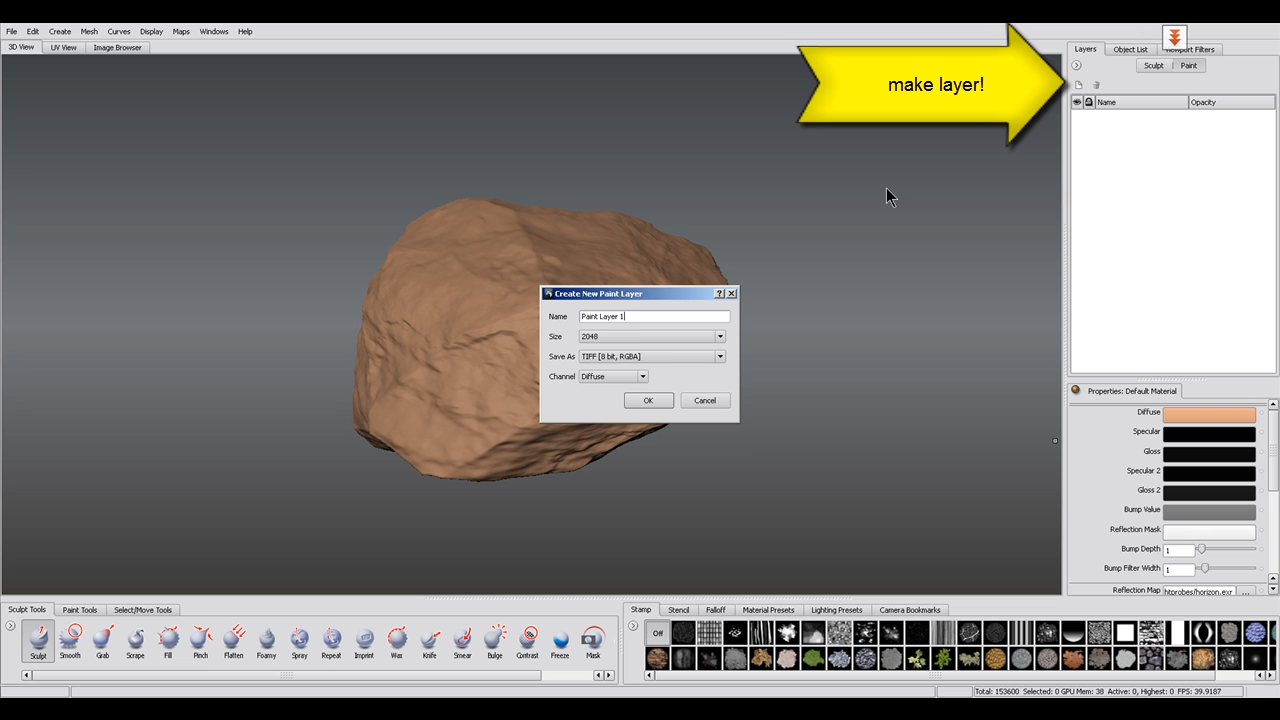 make layer!
File Edit Create Mesh Curves Display Maps Windows Help
3D View UV View Image Browser
Layers Object List Viewport Filters
Sculpt Paint
Name Opacity
Create New Paint Layer
Name Paint Layer 1
Size 2048
Save As TIFF [8 bit, RGBA]
Channel Diffuse
OK Cancel
Properties: Default Material
Diffuse
Specular
Gloss
Specular 2
Gloss 2
Bump Value
Reflection Mask
Bump Depth 1
Bump Filter Width 1
Reflection Map htprobes/horizon.exr ...
Sculpt Tools Paint Tools Select/Move Tools
Sculpt Smooth Grab Scrape Fill Pinch Flatten Foamy Spray Repeat Imprint Wax Knife Smear Bulge Contrast Freeze Mask
Stamp Stencil Falloff Material Presets Lighting Presets Camera Bookmarks
Off
Total: 153600 Selected: 0 GPU Mem: 38 Active: 0, Highest: 0 FPS: 39.9187